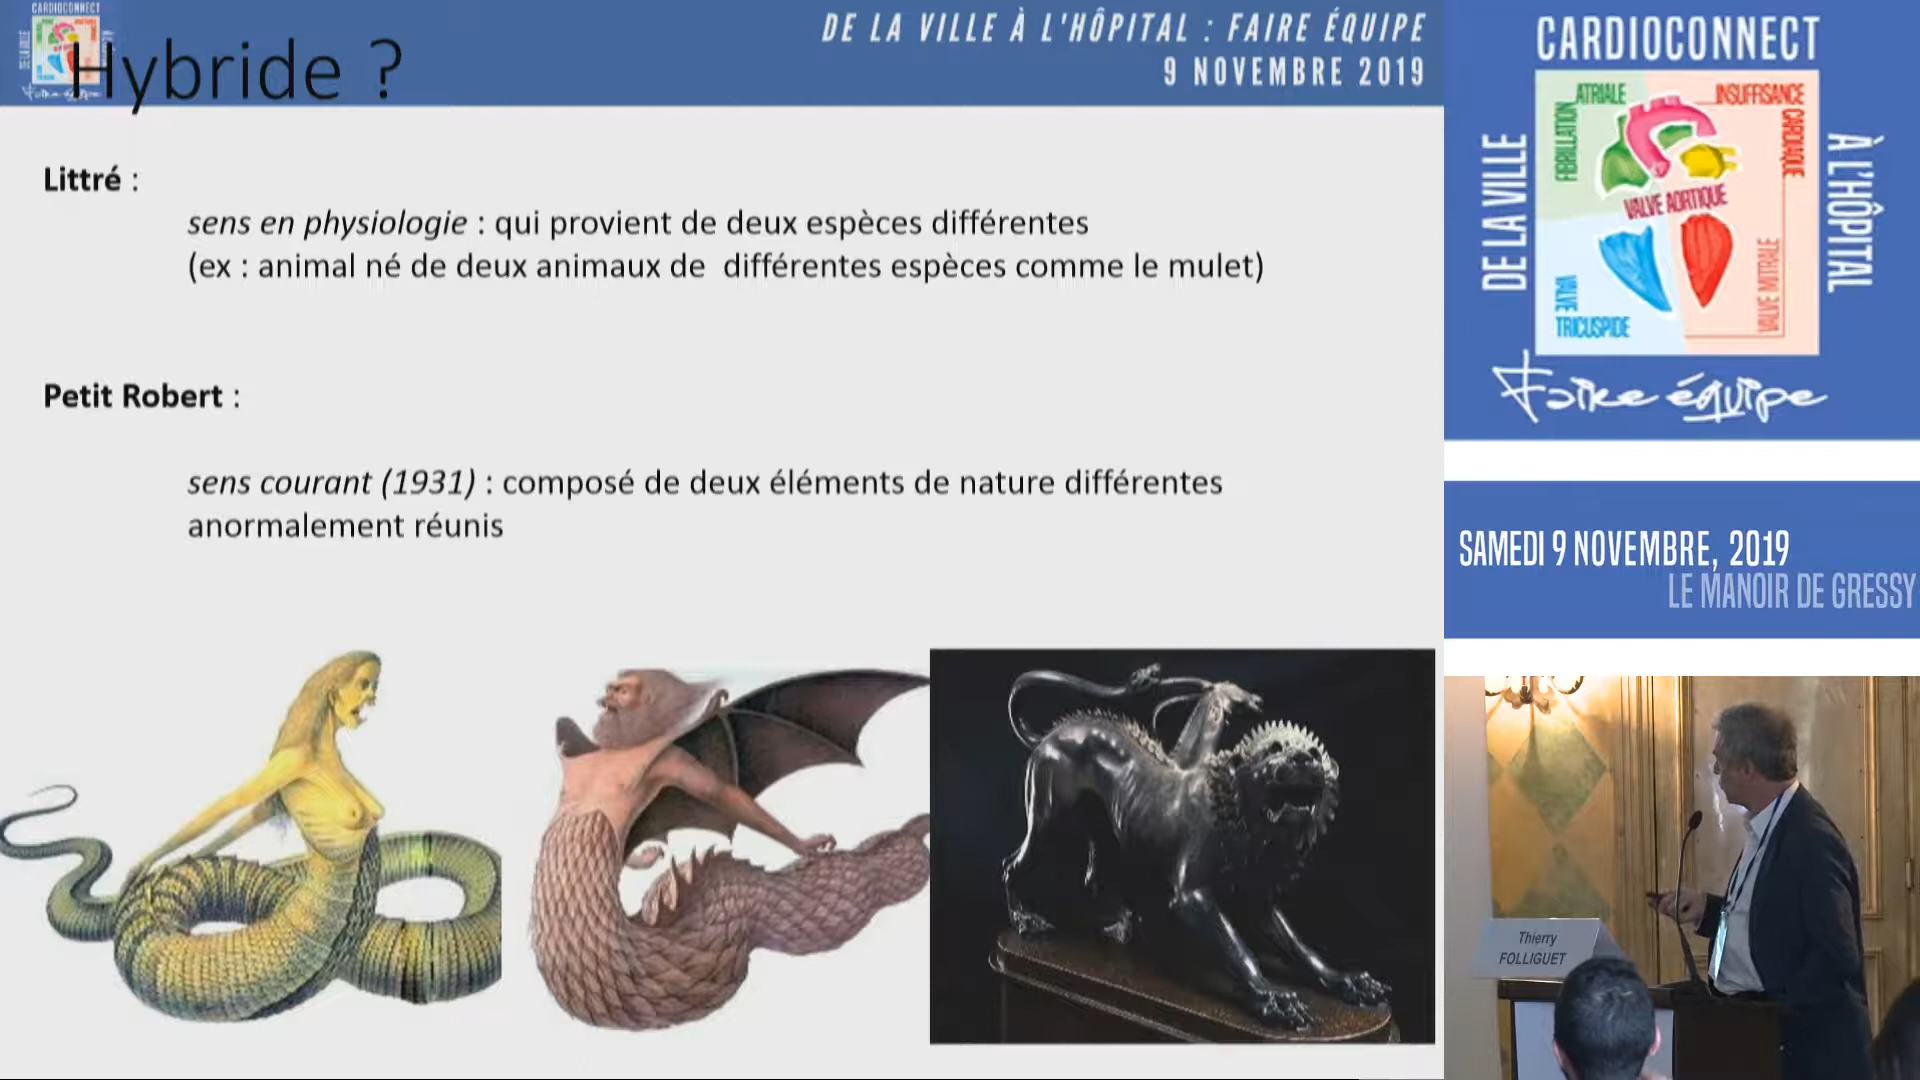 CARDIOCONNECT
Hybride ?
DE LA VILLE À L'HÔPITAL : FAIRE ÉQUIPE
9 NOVEMBRE 2019
Littré :
sens en physiologie : qui provient de deux espèces différentes
(ex : animal né de deux animaux de différentes espèces comme le mulet)
Petit Robert :
sens courant (1931) : composé de deux éléments de nature différentes
anormalement réunis
CARDIOCONNECT
DE LA VILLE
À L'HÔPITAL
FIBRILLATION
ATRIALE
INSUFFISANCE
CARDIAQUE
VALVE AORTIQUE
VALVE
TRICUSPIDE
VALVE MITRALE
Faire équipe
SAMEDI 9 NOVEMBRE, 2019
LE MANOIR DE GRESSY
Thierry
FOLLIGUET